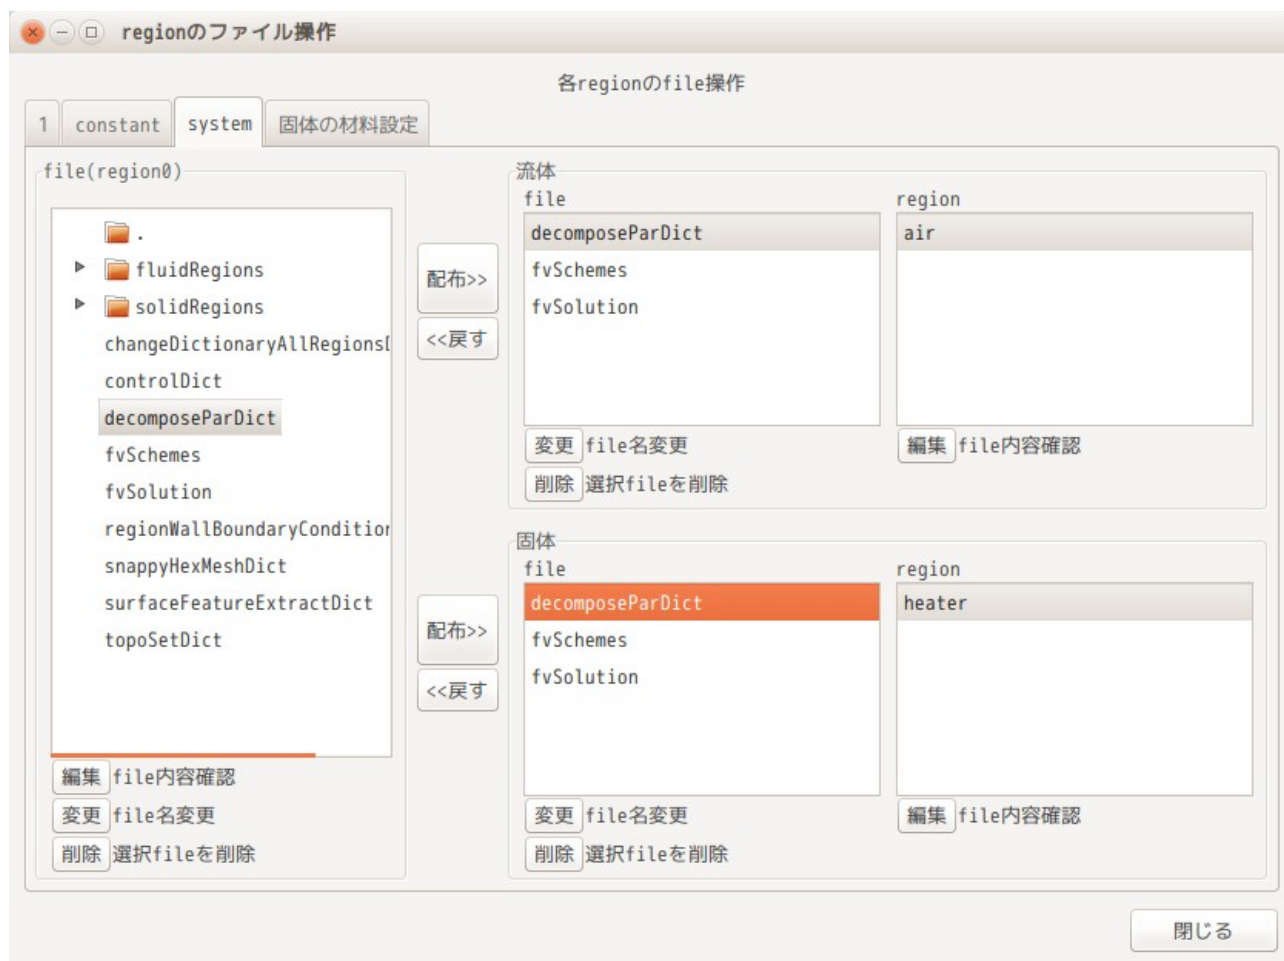 regionのファイル操作
各regionのfile操作
1 constant system 固体の材料設定
file(region0)
.
fluidRegions
solidRegions
changeDictionaryAllRegions
controlDict
decomposeParDict
fvSchemes
fvSolution
regionWallBoundaryCondition
snappyHexMeshDict
surfaceFeatureExtractDict
topoSetDict
編集 file内容確認
変更 file名変更
削除 選択fileを削除
配布>>
<<戻す
配布>>
<<戻す
流体
file
decomposeParDict
fvSchemes
fvSolution
変更 file名変更
削除 選択fileを削除
region
air
編集 file内容確認
固体
file
decomposeParDict
fvSchemes
fvSolution
変更 file名変更
削除 選択fileを削除
region
heater
編集 file内容確認
閉じる